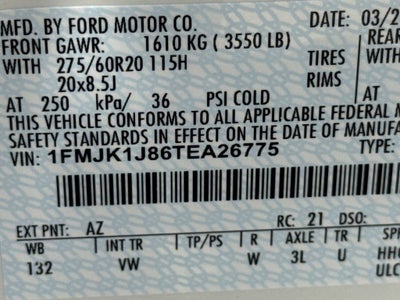 MFD. BY FORD MOTOR CO. 03/2
FRONT GAWR: 1610 KG ( 3550 LB) REAR
WITH 275/60R20 115H TIRES WITH
20x8.5J RIMS
AT 250 kPa/ 36 PSI COLD AT
THIS VEHICLE CONFORMS TO ALL APPLICABLE FEDERAL M
SAFETY STANDARDS IN EFFECT ON THE DATE OF MANUFA
VIN: 1FMJK1J86TEA26775 TYPE:
EXT PNT: AZ RC: 21 DSO:
WB INT TR TP/PS R AXLE TR SP
132 VW W 3L U HH
ULC